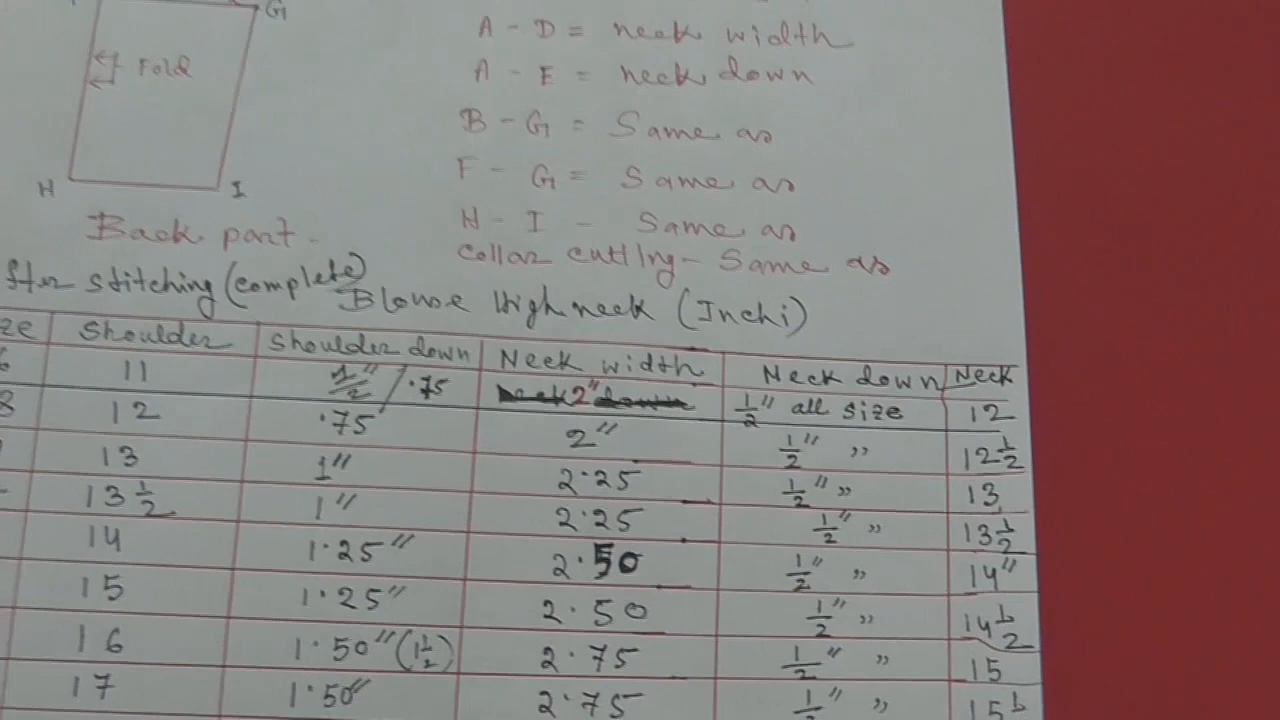 G
A - D = neck width
A - E = neck down
Fold
B - G = Same as
F - G = Same as
H I
H - I - Same as
Back part.
collar cutting - Same as
stitching (complete) Blouse High neck (Inchi)
Shoulder Shoulder down Neck width Neck down Neck
11 1/2" / .75 2" 1/2" all size 12
12 .75 2" 1/2" " 12 1/2
13 1" 2.25 1/2" " 13
13 1/2 1" 2.25 1/2" " 13 1/2
14 1.25" 2.50 1/2" " 14"
15 1.25" 2.50 1/2" " 14 1/2
16 1.50" (1 1/2) 2.75 1/2" " 15
17 1.50" 2.75 1/2" "